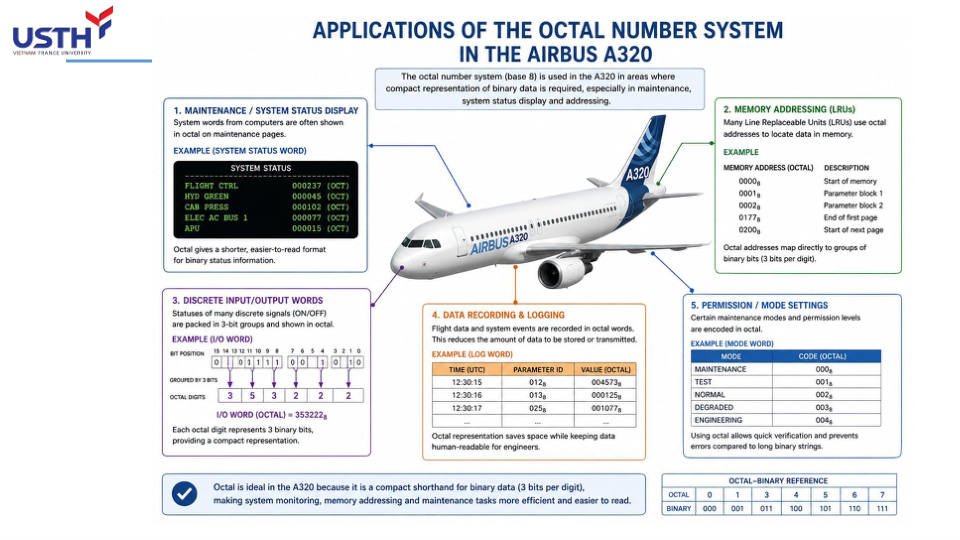 USTH
VIETNAM FRANCE UNIVERSITY
APPLICATIONS OF THE OCTAL NUMBER SYSTEM
IN THE AIRBUS A320
The octal number system (base 8) is used in the A320 in areas where
compact representation of binary data is required, especially in maintenance,
system status display and addressing.
1. MAINTENANCE / SYSTEM STATUS DISPLAY
System words from computers are often shown
in octal on maintenance pages.
EXAMPLE (SYSTEM STATUS WORD)
SYSTEM STATUS
FLIGHT CTRL 000237 (OCT)
HYD GREEN 000045 (OCT)
CAB PRESS 000102 (OCT)
ELEC AC BUS 1 000077 (OCT)
APU 000015 (OCT)
Octal gives a shorter, easier-to-read format
for binary status information.
A320
AIRBUS A320
2. MEMORY ADDRESSING (LRUs)
Many Line Replaceable Units (LRUs) use octal
addresses to locate data in memory.
EXAMPLE
MEMORY ADDRESS (OCTAL) DESCRIPTION
0000₈ Start of memory
0001₈ Parameter block 1
0002₈ Parameter block 2
0177₈ End of first page
0200₈ Start of next page
Octal addresses map directly to groups of
binary bits (3 bits per digit).
3. DISCRETE INPUT/OUTPUT WORDS
Statuses of many discrete signals (ON/OFF)
are packed in 3-bit groups and shown in octal.
EXAMPLE (I/O WORD)
BIT POSITION 15 14 13 12 11 10 9 8 7 6 5 4 3 2 1 0
GROUPED BY 3 BITS
OCTAL DIGITS 3 5 3 2 2 2
I/O WORD (OCTAL) = 353222₈
Each octal digit represents 3 binary bits,
providing a compact representation.
4. DATA RECORDING & LOGGING
Flight data and system events are recorded in octal words.
This reduces the amount of data to be stored or transmitted.
EXAMPLE (LOG WORD)
TIME (UTC) PARAMETER ID VALUE (OCTAL)
12:30:15 012₈ 004573₈
12:30:16 013₈ 000125₈
12:30:17 025₈ 001077₈
... ... ...
Octal representation saves space while keeping data
human-readable for engineers.
5. PERMISSION / MODE SETTINGS
Certain maintenance modes and permission levels
are encoded in octal.
EXAMPLE (MODE WORD)
MODE CODE (OCTAL)
MAINTENANCE 000₈
TEST 001₈
NORMAL 002₈
DEGRADED 003₈
ENGINEERING 004₈
Using octal allows quick verification and prevents
errors compared to long binary strings.
Octal is ideal in the A320 because it is a compact shorthand for binary data (3 bits per digit),
making system monitoring, memory addressing and maintenance tasks more efficient and easier to read.
OCTAL–BINARY REFERENCE
OCTAL 0 1 3 4 5 6 7
BINARY 000 001 011 100 101 110 111